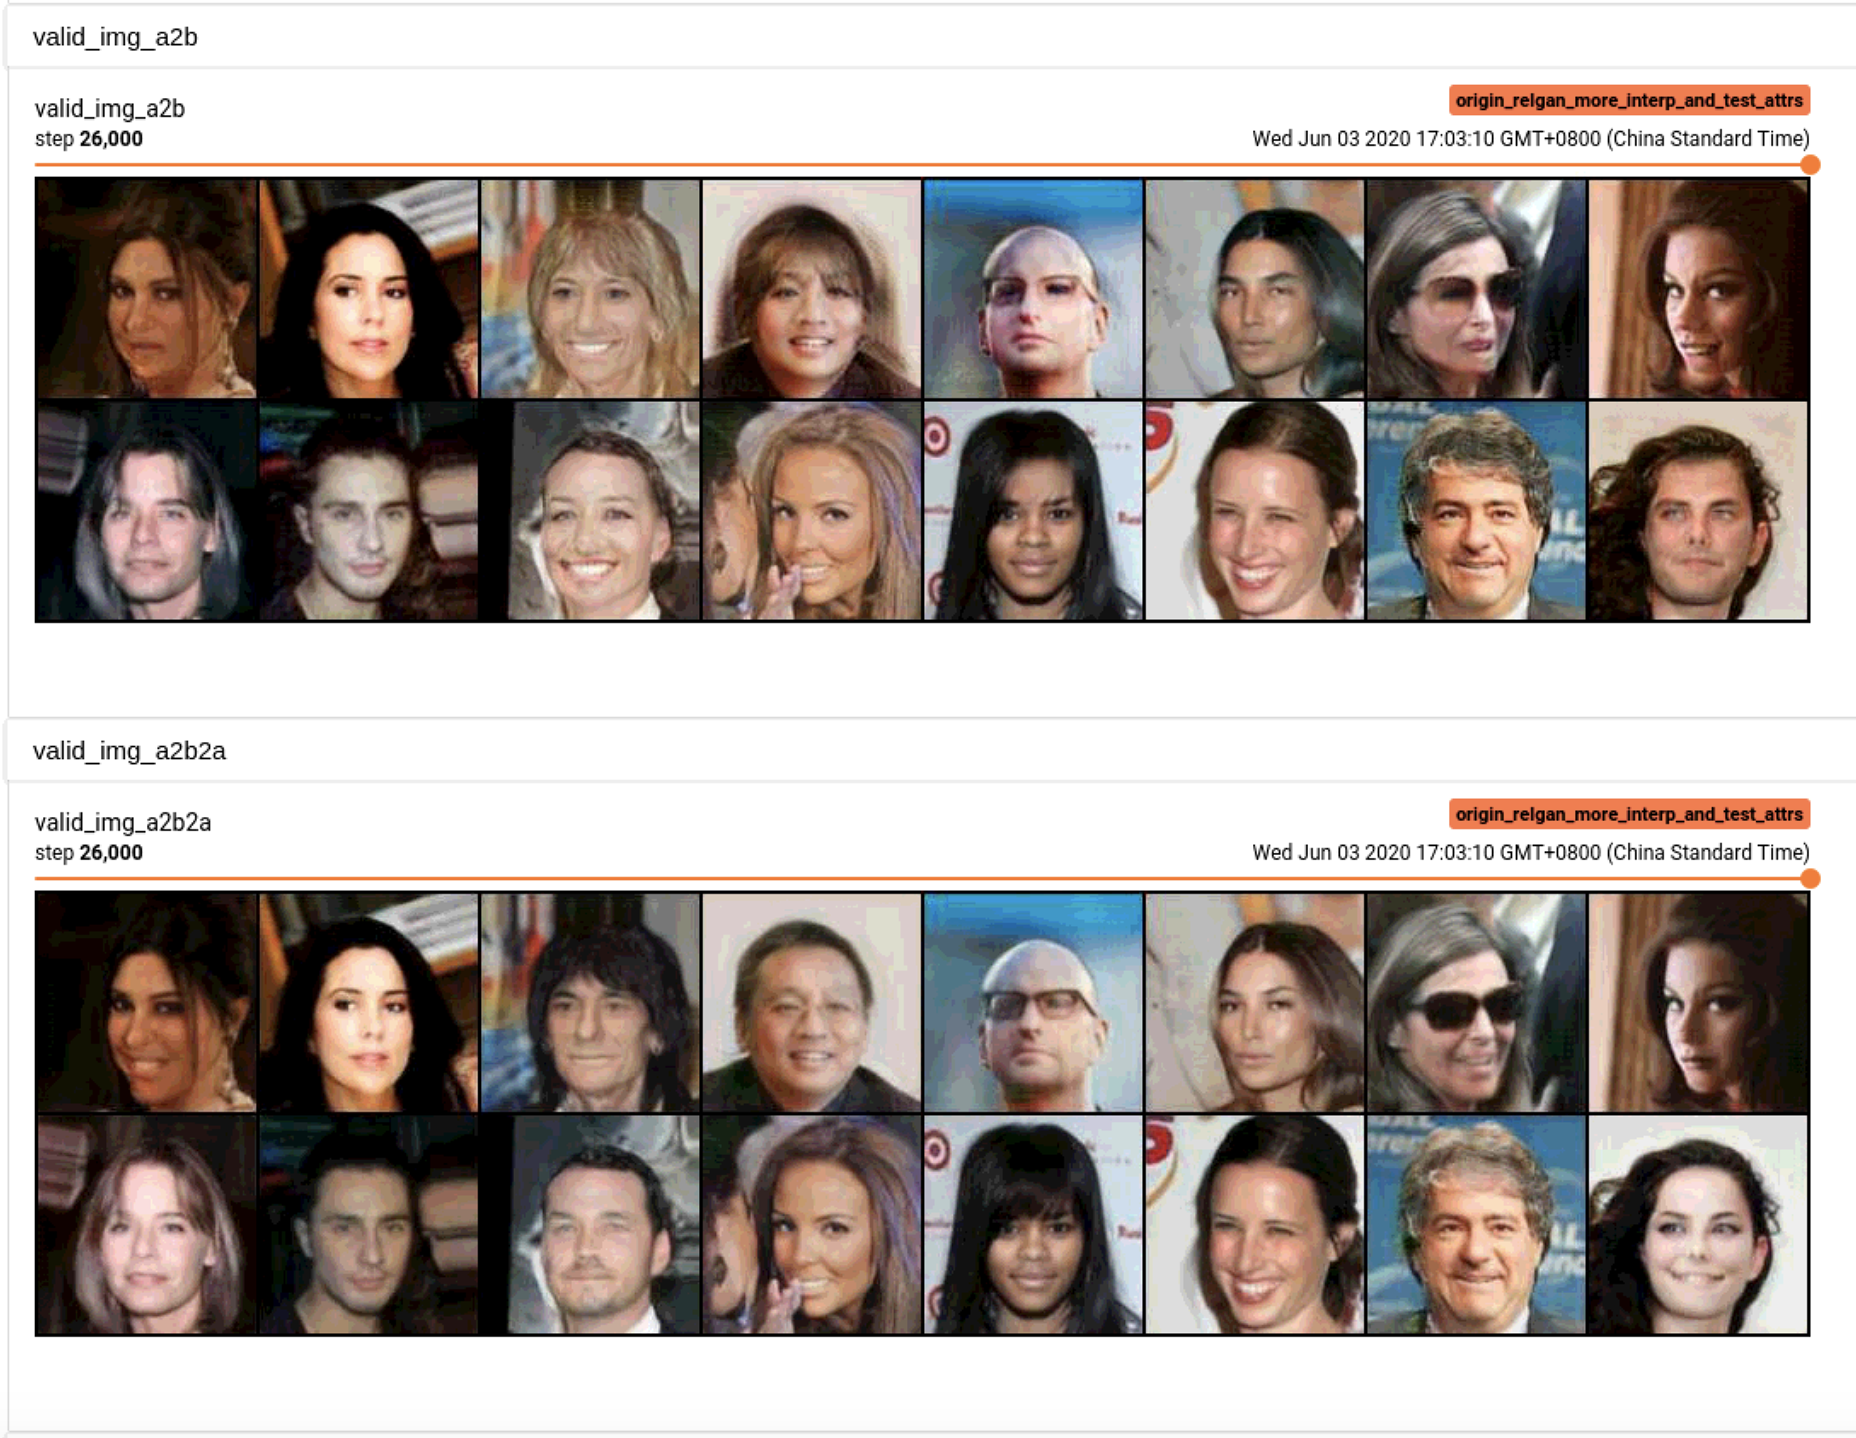 valid_img_a2b
valid_img_a2b
origin_relgan_more_interp_and_test_attrs
step 26,000
Wed Jun 03 2020 17:03:10 GMT+0800 (China Standard Time)
valid_img_a2b2a
valid_img_a2b2a
origin_relgan_more_interp_and_test_attrs
step 26,000
Wed Jun 03 2020 17:03:10 GMT+0800 (China Standard Time)